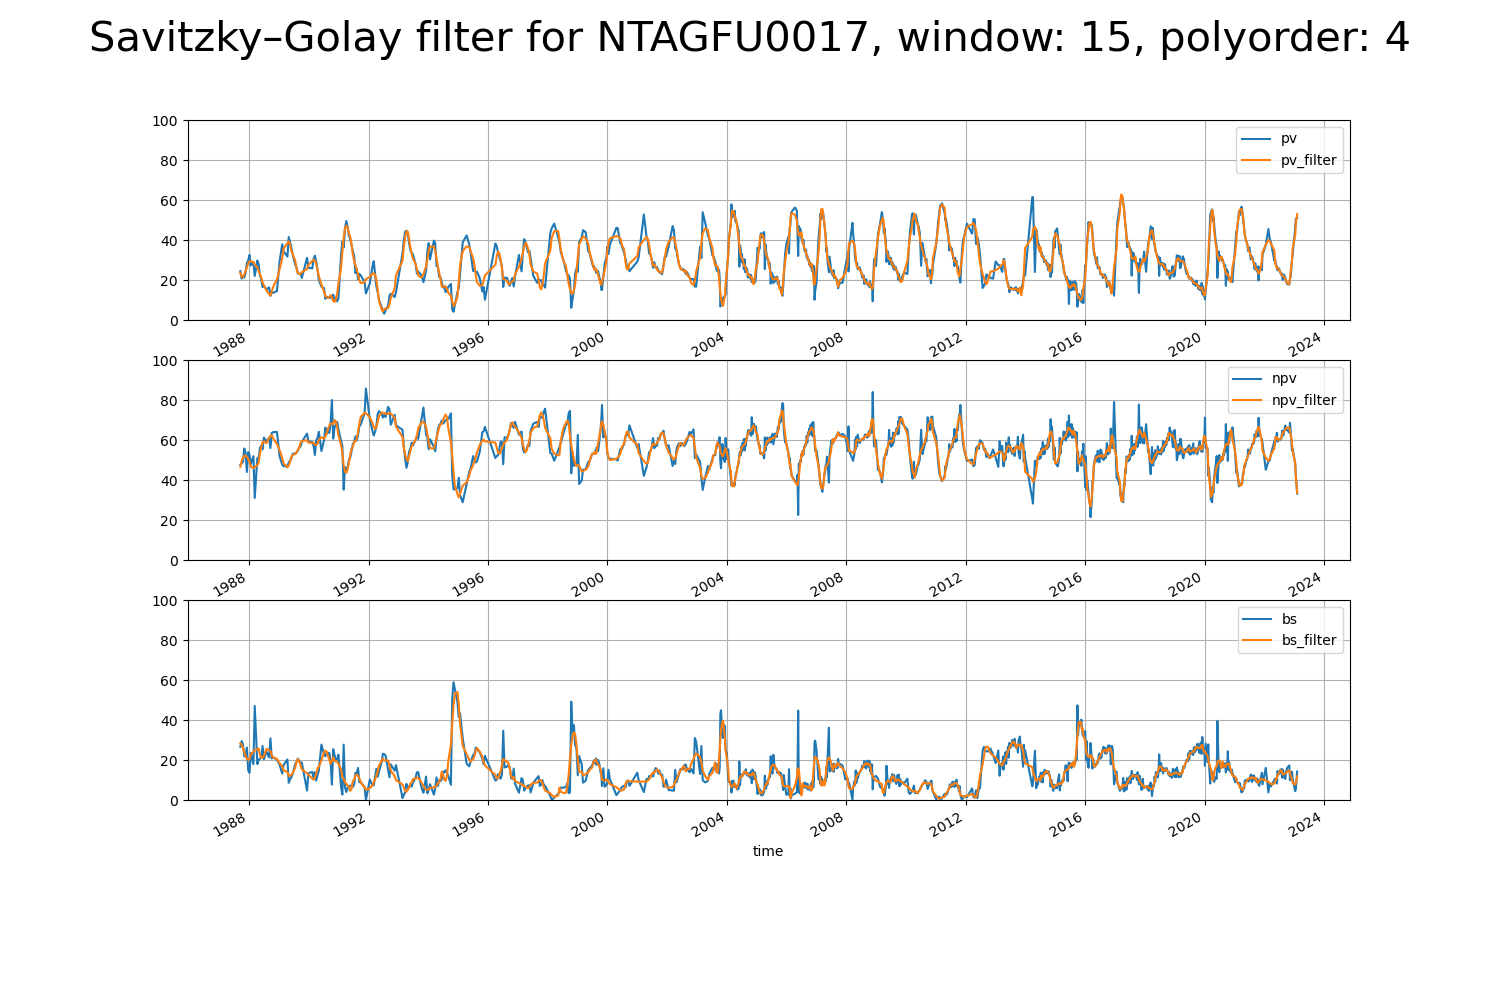 Savitzky–Golay filter for NTAGFU0017, window: 15, polyorder: 4
100
80
60
40
20
0
pv
pv_filter
1988 1992 1996 2000 2004 2008 2012 2016 2020 2024
100
80
60
40
20
0
npv
npv_filter
1988 1992 1996 2000 2004 2008 2012 2016 2020 2024
100
80
60
40
20
0
bs
bs_filter
1988 1992 1996 2000 2004 2008 2012 2016 2020 2024
time